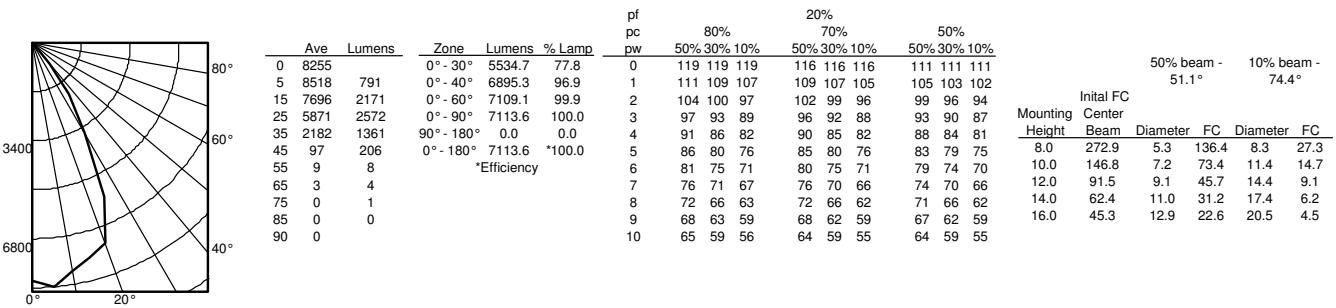 80°
60°
3400
6800
40°
0° 20°
Ave Lumens
0 8255
5 8518 791
15 7696 2171
25 5871 2572
35 2182 1361
45 97 206
55 9 8
65 3 4
75 0 1
85 0 0
90 0
Zone Lumens % Lamp
0° - 30° 5534.7 77.8
0° - 40° 6895.3 96.9
0° - 60° 7109.1 99.9
0° - 90° 7113.6 100.0
90° - 180° 0.0 0.0
0° - 180° 7113.6 *100.0
*Efficiency
pf 20%
pc 80% 70% 50%
pw 50% 30% 10% 50% 30% 10% 50% 30% 10%
0 119 119 119 116 116 116 111 111 111
1 111 109 107 109 107 105 105 103 102
2 104 100 97 102 99 96 99 96 94
3 97 93 89 96 92 88 93 90 87
4 91 86 82 90 85 82 88 84 81
5 86 80 76 85 80 76 83 79 75
6 81 75 71 80 75 71 79 74 70
7 76 71 67 76 70 66 74 70 66
8 72 66 63 72 66 62 71 66 62
9 68 63 59 68 62 59 67 62 59
10 65 59 56 64 59 55 64 59 55
50% beam - 10% beam -
51.1° 74.4°
Inital FC
Mounting Center
Height Beam Diameter FC Diameter FC
8.0 272.9 5.3 136.4 8.3 27.3
10.0 146.8 7.2 73.4 11.4 14.7
12.0 91.5 9.1 45.7 14.4 9.1
14.0 62.4 11.0 31.2 17.4 6.2
16.0 45.3 12.9 22.6 20.5 4.5